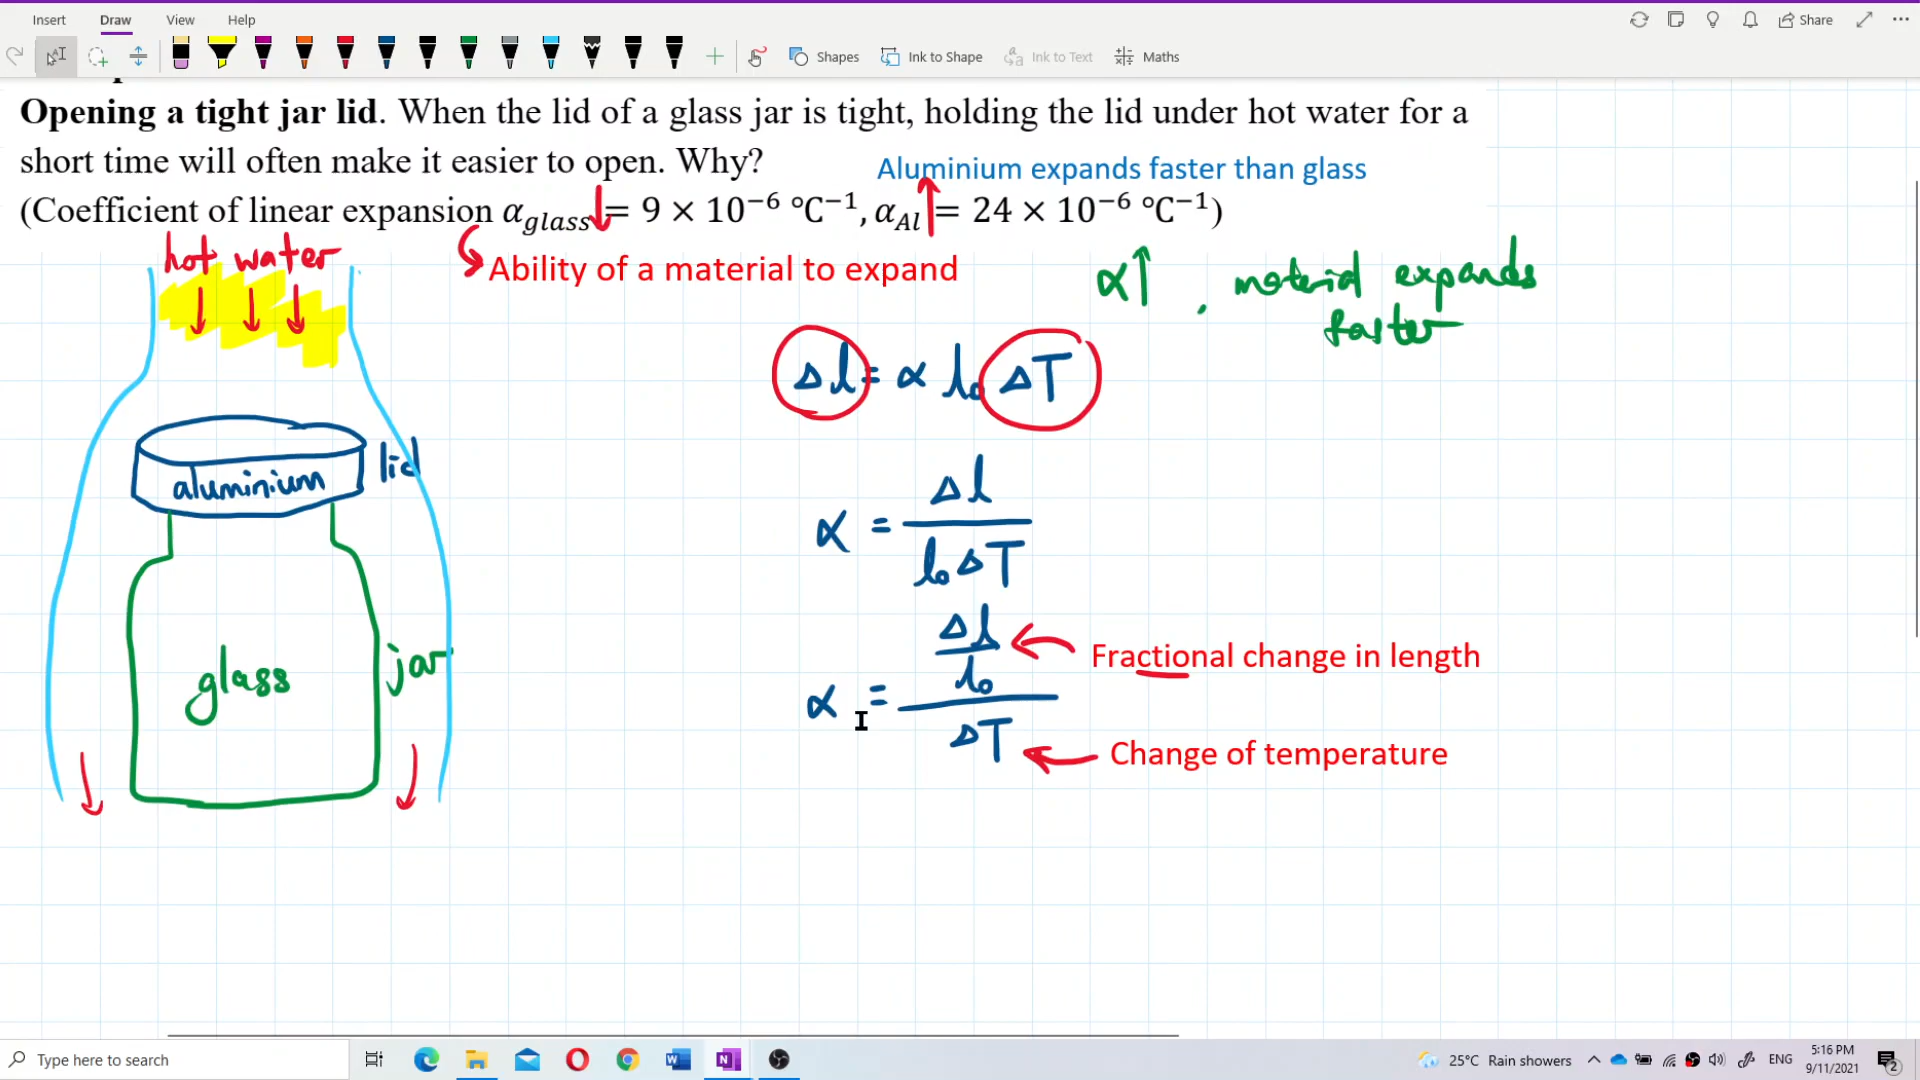 Insert Draw View Help
Share
Shapes Ink to Shape Ink to Text Maths
Opening a tight jar lid. When the lid of a glass jar is tight, holding the lid under hot water for a
short time will often make it easier to open. Why?
Aluminium expands faster than glass
(Coefficient of linear expansion α_glass = 9 × 10⁻⁶ °C⁻¹, α_Al = 24 × 10⁻⁶ °C⁻¹)
hot water
Ability of a material to expand
α↑, material expands
faster
Δl = α l₀ ΔT
aluminium
lid
α = Δl / l₀ΔT
glass
jar
α = (Δl / l₀) / ΔT
Fractional change in length
Change of temperature
Type here to search
25°C Rain showers
ENG
5:16 PM
9/11/2021
2